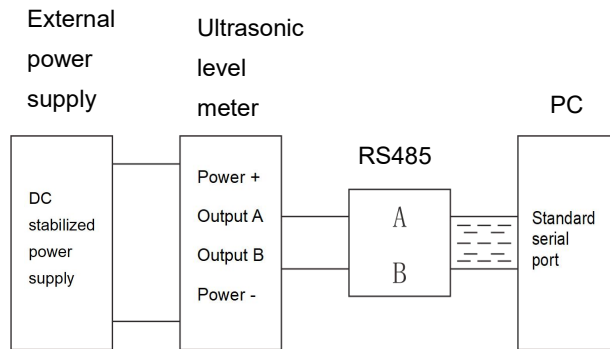 External
power
supply
Ultrasonic
level
meter
RS485
PC
DC
stabilized
power
supply
Power +
Output A
Output B
Power -
A
B
Standard
serial
port